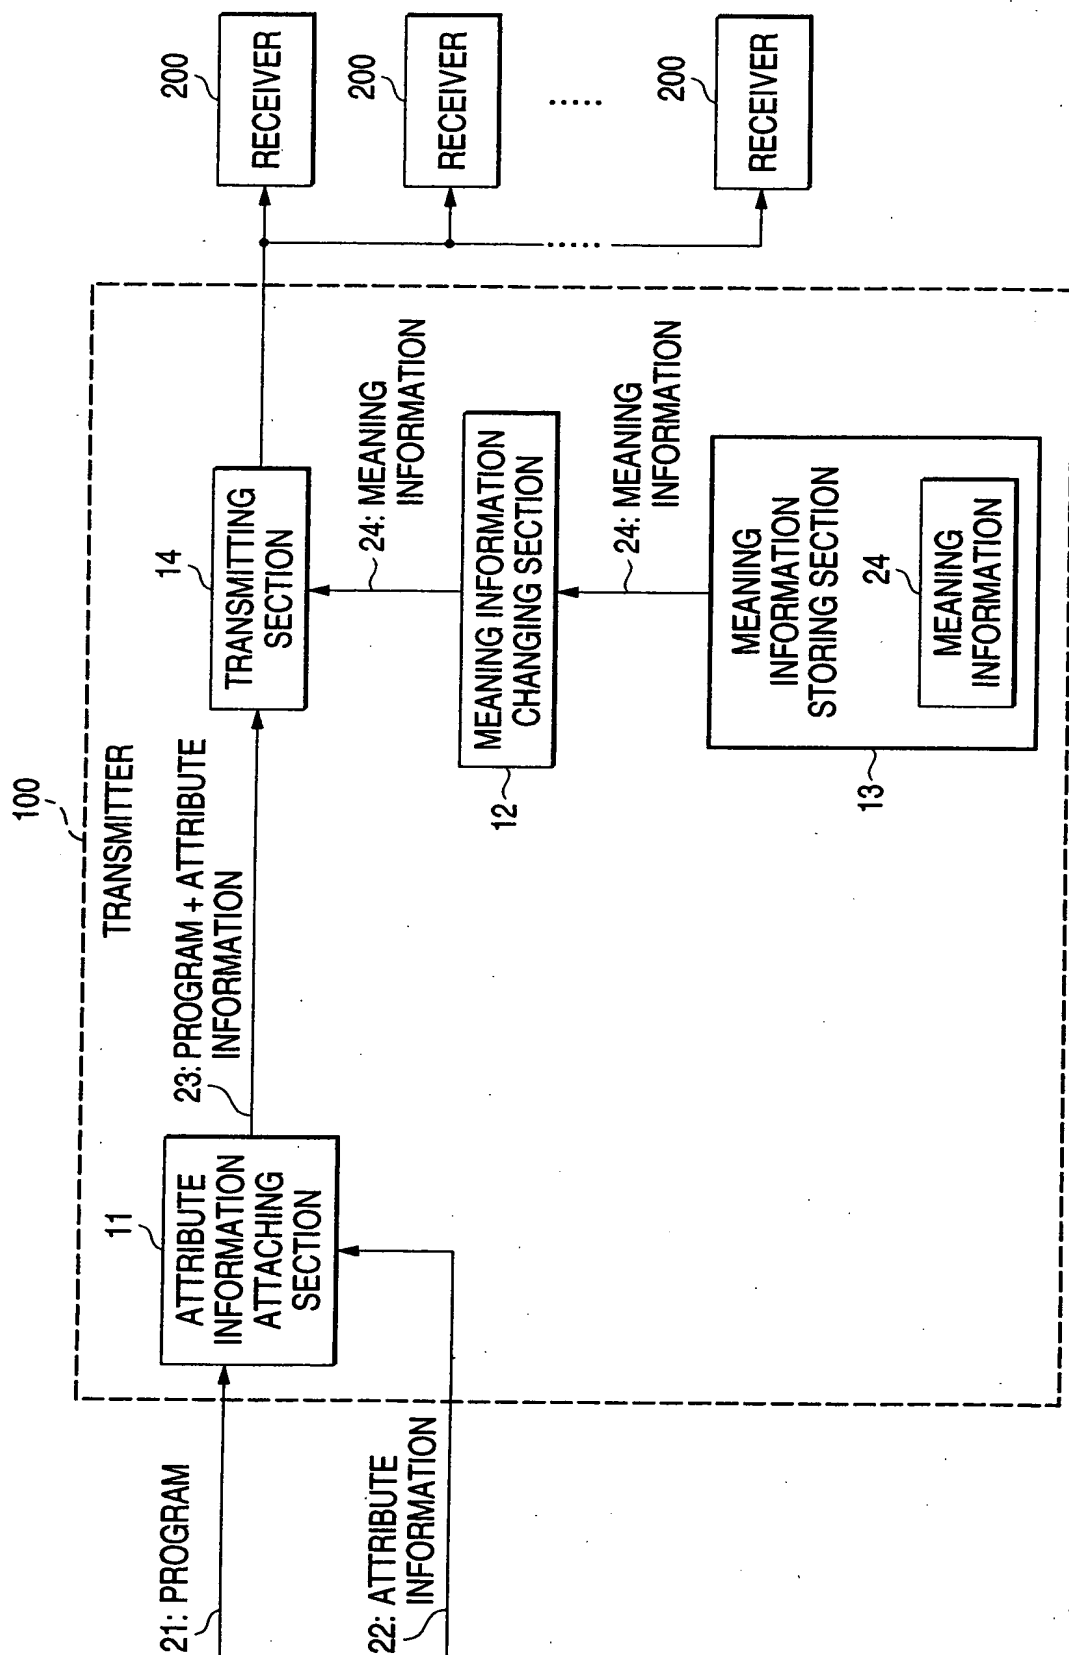 100
TRANSMITTER
21: PROGRAM
22: ATTRIBUTE
INFORMATION
11
ATTRIBUTE
INFORMATION
ATTACHING
SECTION
23: PROGRAM + ATTRIBUTE
INFORMATION
14
TRANSMITTING
SECTION
24: MEANING
INFORMATION
12
MEANING INFORMATION
CHANGING SECTION
24: MEANING
INFORMATION
13
MEANING
INFORMATION
STORING SECTION
24
MEANING
INFORMATION
200
RECEIVER
200
RECEIVER
.....
.....
200
RECEIVER